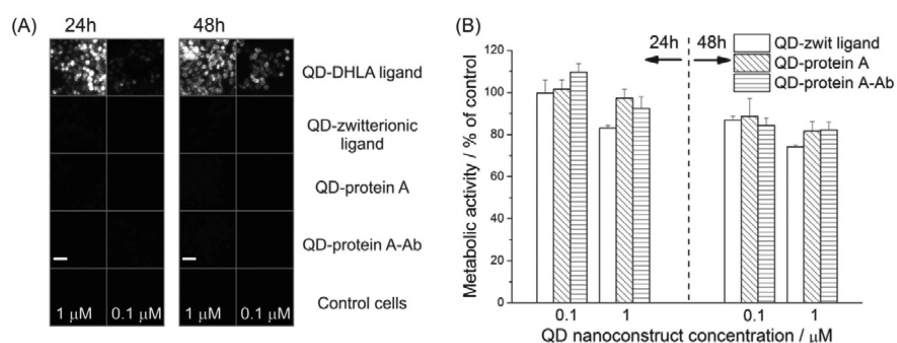 (A)
24h
48h
QD-DHLA ligand
QD-zwitterionic
ligand
QD-protein A
QD-protein A-Ab
Control cells
1 μM
0.1 μM
1 μM
0.1 μM
(B)
24h
48h
QD-zwit ligand
QD-protein A
QD-protein A-Ab
Metabolic activity / % of control
120
100
80
60
40
20
0
0.1
1
0.1
1
QD nanoconstruct concentration / μM